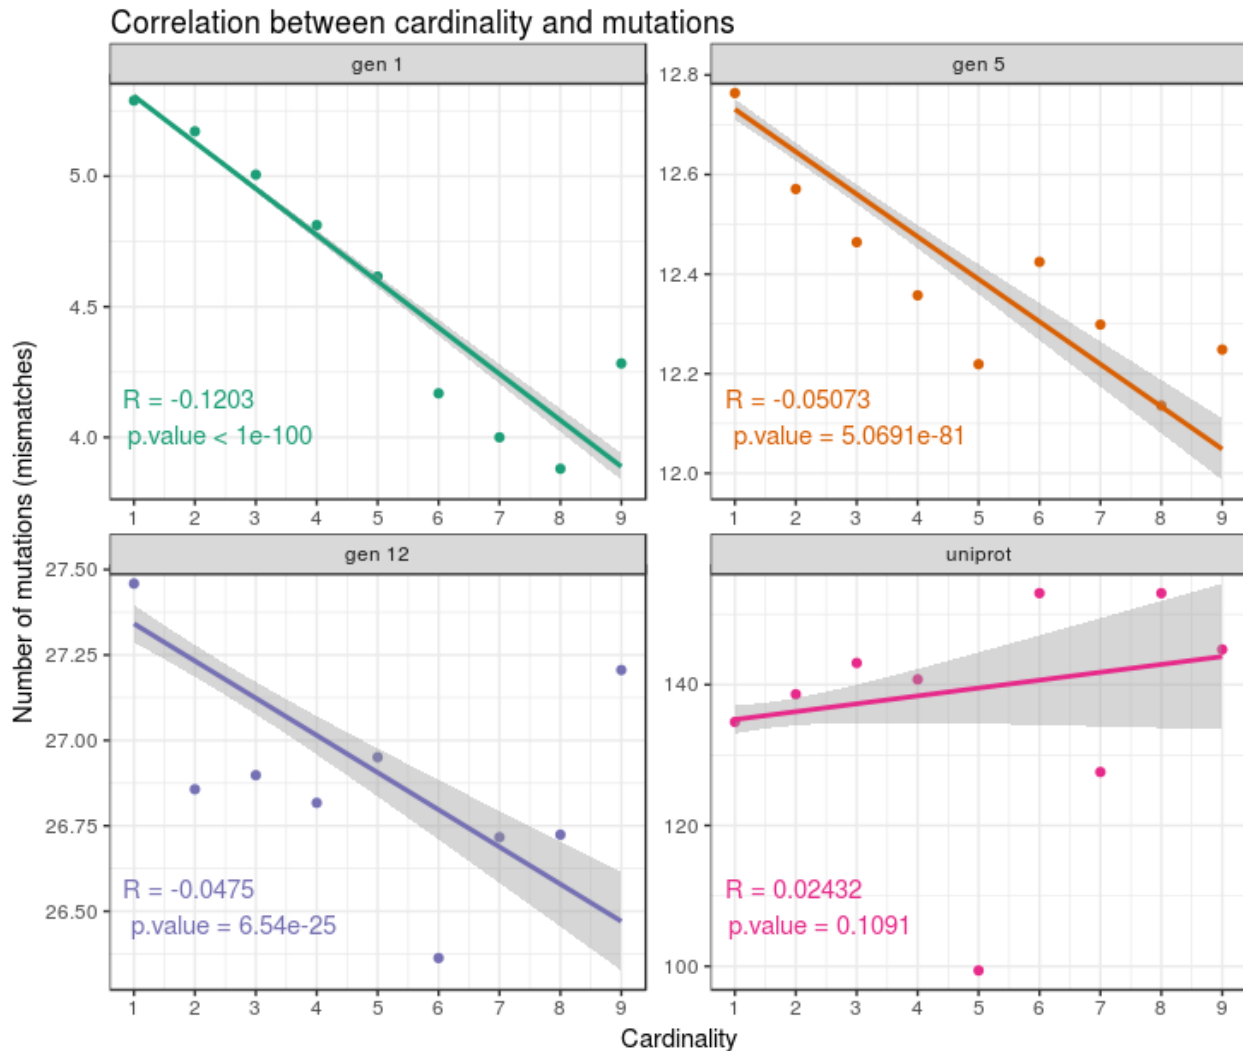 Correlation between cardinality and mutations
gen 1
5.0
4.5
4.0
R = -0.1203
p.value < 1e-100
1 2 3 4 5 6 7 8 9
gen 5
12.8
12.6
12.4
12.2
12.0
R = -0.05073
p.value = 5.0691e-81
1 2 3 4 5 6 7 8 9
Number of mutations (mismatches)
gen 12
27.50
27.25
27.00
26.75
26.50
R = -0.0475
p.value = 6.54e-25
1 2 3 4 5 6 7 8 9
uniprot
140
120
100
R = 0.02432
p.value = 0.1091
1 2 3 4 5 6 7 8 9
Cardinality